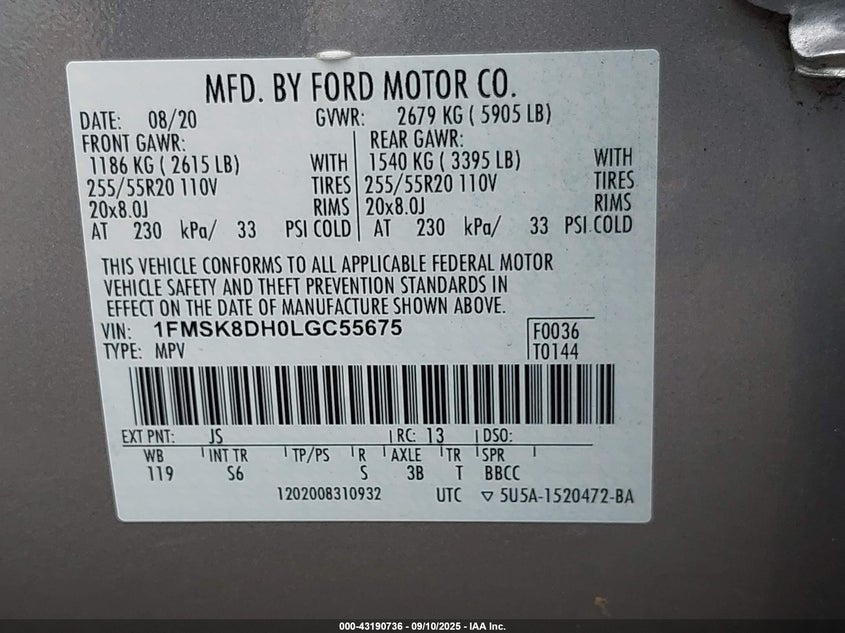 MFD. BY FORD MOTOR CO.
DATE: 08/20 GVWR: 2679 KG ( 5905 LB)
FRONT GAWR: REAR GAWR:
1186 KG ( 2615 LB) WITH 1540 KG ( 3395 LB) WITH
255/55R20 110V TIRES 255/55R20 110V TIRES
20x8.0J RIMS 20x8.0J RIMS
AT 230 kPa/ 33 PSI COLD AT 230 kPa/ 33 PSI COLD
THIS VEHICLE CONFORMS TO ALL APPLICABLE FEDERAL MOTOR
VEHICLE SAFETY AND THEFT PREVENTION STANDARDS IN
EFFECT ON THE DATE OF MANUFACTURE SHOWN ABOVE.
VIN: 1FMSK8DH0LGC55675 F0036
TYPE: MPV T0144
EXT PNT: JS RC: 13 DSO:
WB INT TR TP/PS R AXLE TR SPR
119 S6 S 3B T BBCC
1202008310932 UTC ▽ 5U5A-1520472-BA
000-43190736 - 09/10/2025 - IAA Inc.